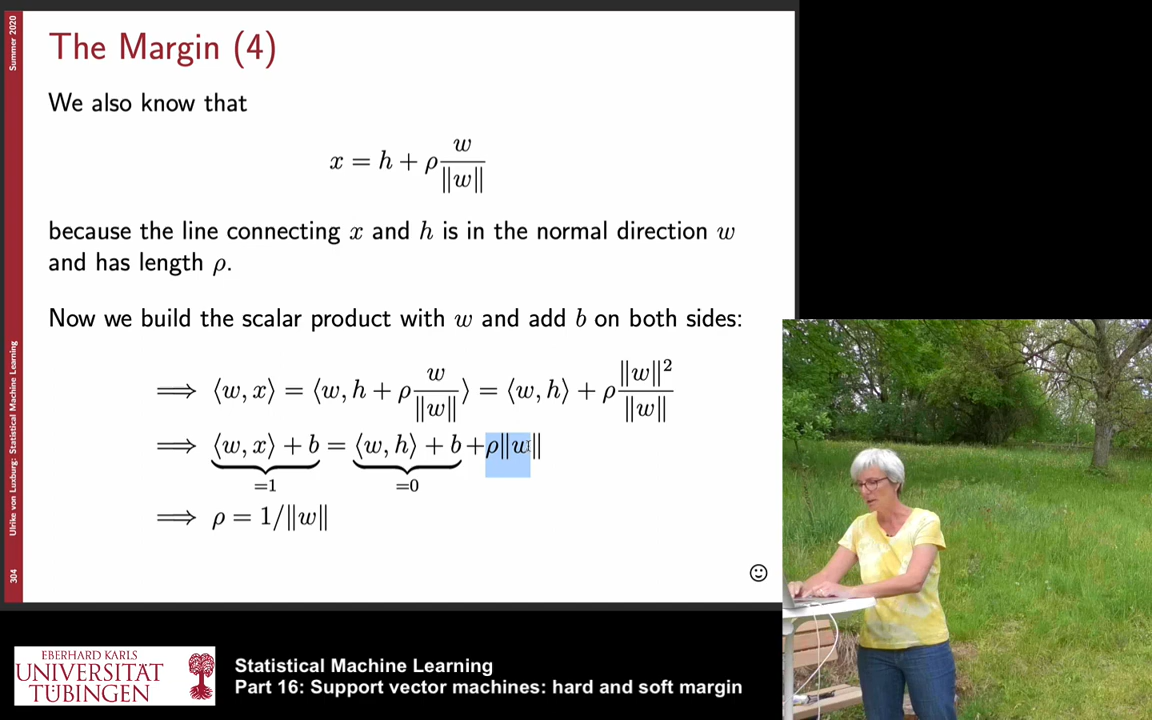 Summer 2020
Ulrike von Luxburg: Statistical Machine Learning
304
The Margin (4)
We also know that
x = h + ρ w/‖w‖
because the line connecting x and h is in the normal direction w
and has length ρ.
Now we build the scalar product with w and add b on both sides:
⟹ ⟨w, x⟩ = ⟨w, h + ρ w/‖w‖⟩ = ⟨w, h⟩ + ρ ‖w‖²/‖w‖
⟹ ⟨w, x⟩ + b = ⟨w, h⟩ + b + ρ‖w‖
=1 =0
⟹ ρ = 1/‖w‖
EBERHARD KARLS
UNIVERSITÄT
TÜBINGEN
Statistical Machine Learning
Part 16: Support vector machines: hard and soft margin